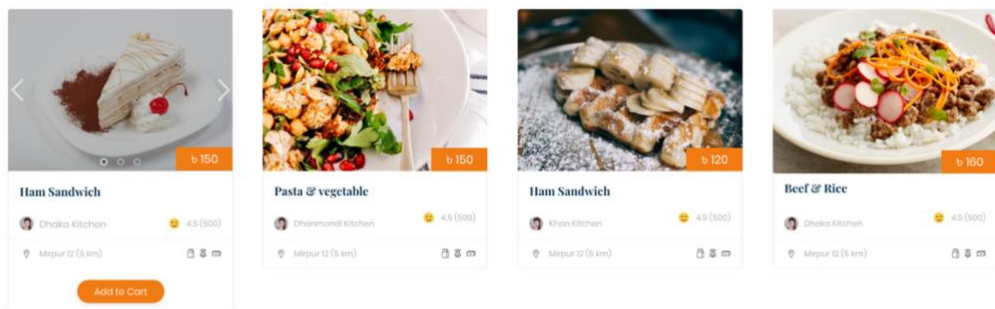 ৳ 150
Ham Sandwich
Dhaka Kitchen
4.5 (500)
Mirpur 12 (5 km)
Add to Cart
৳ 150
Pasta & vegetable
Dhanmondi Kitchen
4.5 (500)
Mirpur 12 (5 km)
৳ 120
Ham Sandwich
Khan Kitchen
4.5 (500)
Mirpur 12 (5 km)
৳ 160
Beef & Rice
Dhaka Kitchen
4.5 (500)
Mirpur 12 (5 km)